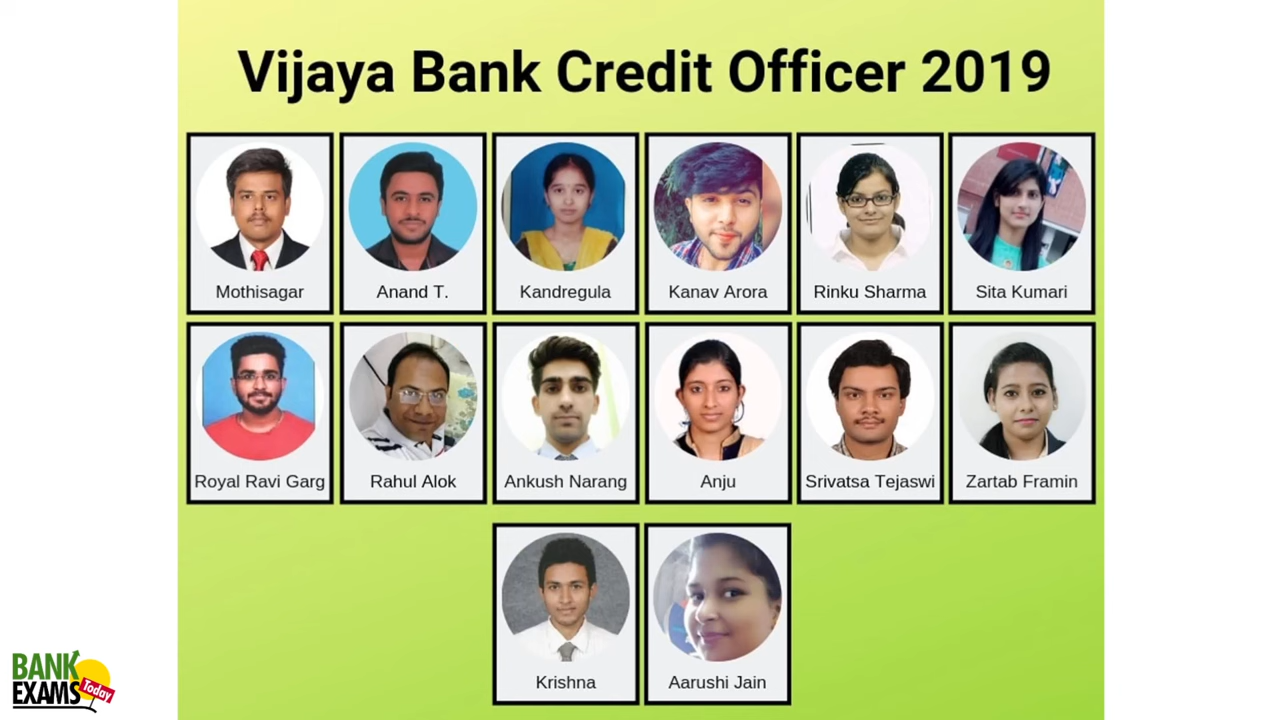 Vijaya Bank Credit Officer 2019
Mothisagar
Anand T.
Kandregula
Kanav Arora
Rinku Sharma
Sita Kumari
Royal Ravi Garg
Rahul Alok
Ankush Narang
Anju
Srivatsa Tejaswi
Zartab Framin
Krishna
Aarushi Jain
BANK
EXAMS Today